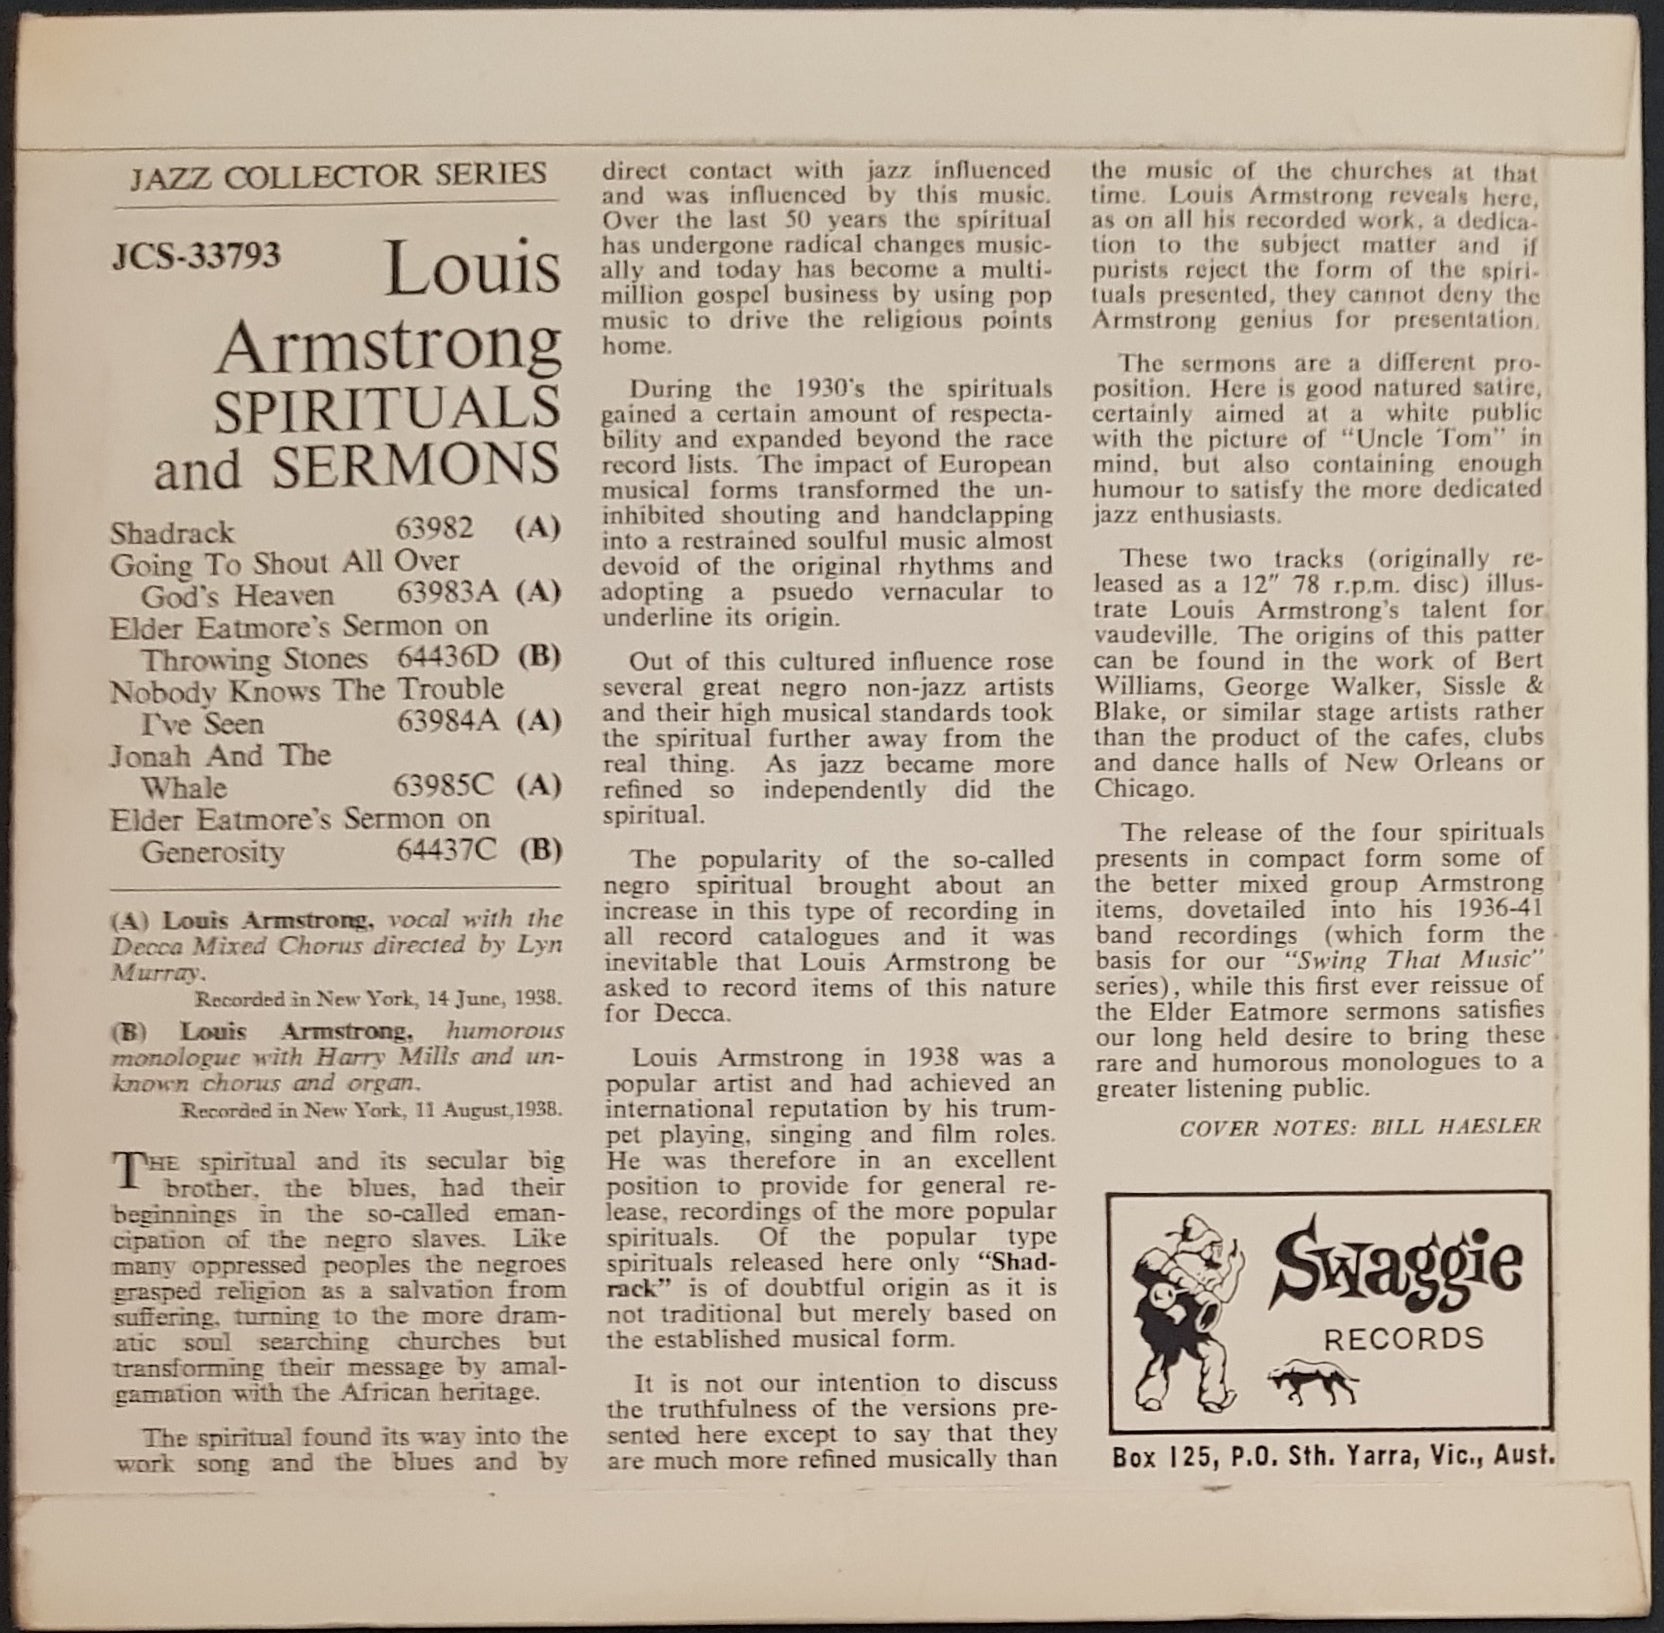 JAZZ COLLECTOR SERIES
JCS-33793
Louis
Armstrong
SPIRITUALS
and SERMONS
Shadrack 63982 (A)
Going To Shout All Over
God's Heaven 63983A (A)
Elder Eatmore's Sermon on
Throwing Stones 64436D (B)
Nobody Knows The Trouble
I've Seen 63984A (A)
Jonah And The
Whale 63985C (A)
Elder Eatmore's Sermon on
Generosity 64437C (B)
(A) Louis Armstrong, vocal with the
Decca Mixed Chorus directed by Lyn
Murray.
Recorded in New York, 14 June, 1938.
(B) Louis Armstrong, humorous
monologue with Harry Mills and un-
known chorus and organ.
Recorded in New York, 11 August, 1938.
THE spiritual and its secular big
brother, the blues, had their
beginnings in the so-called eman-
cipation of the negro slaves. Like
many oppressed peoples the negroes
grasped religion as a salvation from
suffering, turning to the more dram-
atic soul searching churches but
transforming their message by amal-
gamation with the African heritage.
The spiritual found its way into the
work song and the blues and by
direct contact with jazz influenced
and was influenced by this music.
Over the last 50 years the spiritual
has undergone radical changes music-
ally and today has become a multi-
million gospel business by using pop
music to drive the religious points
home.
During the 1930's the spirituals
gained a certain amount of respecta-
bility and expanded beyond the race
record lists. The impact of European
musical forms transformed the un-
inhibited shouting and handclapping
into a restrained soulful music almost
devoid of the original rhythms and
adopting a psuedo vernacular to
underline its origin.
Out of this cultured influence rose
several great negro non-jazz artists
and their high musical standards took
the spiritual further away from the
real thing. As jazz became more
refined so independently did the
spiritual.
The popularity of the so-called
negro spiritual brought about an
increase in this type of recording in
all record catalogues and it was
inevitable that Louis Armstrong be
asked to record items of this nature
for Decca.
Louis Armstrong in 1938 was a
popular artist and had achieved an
international reputation by his trum-
pet playing, singing and film roles.
He was therefore in an excellent
position to provide for general re-
lease, recordings of the more popular
spirituals. Of the popular type
spirituals released here only "Shad-
rack" is of doubtful origin as it is
not traditional but merely based on
the established musical form.
It is not our intention to discuss
the truthfulness of the versions pre-
sented here except to say that they
are much more refined musically than
the music of the churches at that
time. Louis Armstrong reveals here,
as on all his recorded work, a dedica-
tion to the subject matter and if
purists reject the form of the spiri-
tuals presented, they cannot deny the
Armstrong genius for presentation.
The sermons are a different pro-
position. Here is good natured satire,
certainly aimed at a white public
with the picture of "Uncle Tom" in
mind, but also containing enough
humour to satisfy the more dedicated
jazz enthusiasts.
These two tracks (originally re-
leased as a 12" 78 r.p.m. disc) illus-
trate Louis Armstrong's talent for
vaudeville. The origins of this patter
can be found in the work of Bert
Williams, George Walker, Sissle &
Blake, or similar stage artists rather
than the product of the cafes, clubs
and dance halls of New Orleans or
Chicago.
The release of the four spirituals
presents in compact form some of
the better mixed group Armstrong
items, dovetailed into his 1936-41
band recordings (which form the
basis for our "Swing That Music"
series), while this first ever reissue of
the Elder Eatmore sermons satisfies
our long held desire to bring these
rare and humorous monologues to a
greater listening public.
COVER NOTES: BILL HAESLER
Swaggie
RECORDS
Box 125, P.O. Sth. Yarra, Vic., Aust.